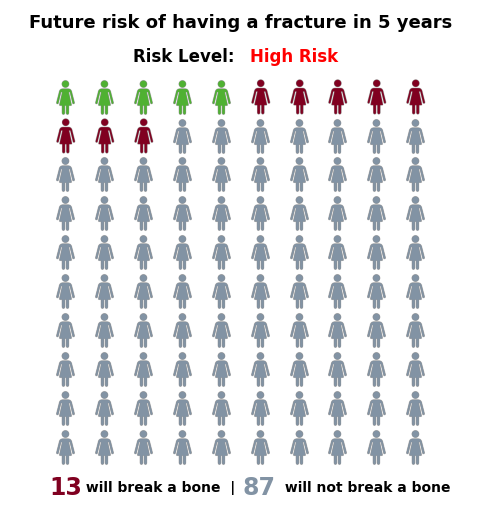 Future risk of having a fracture in 5 years
Risk Level: High Risk
13 will break a bone | 87 will not break a bone